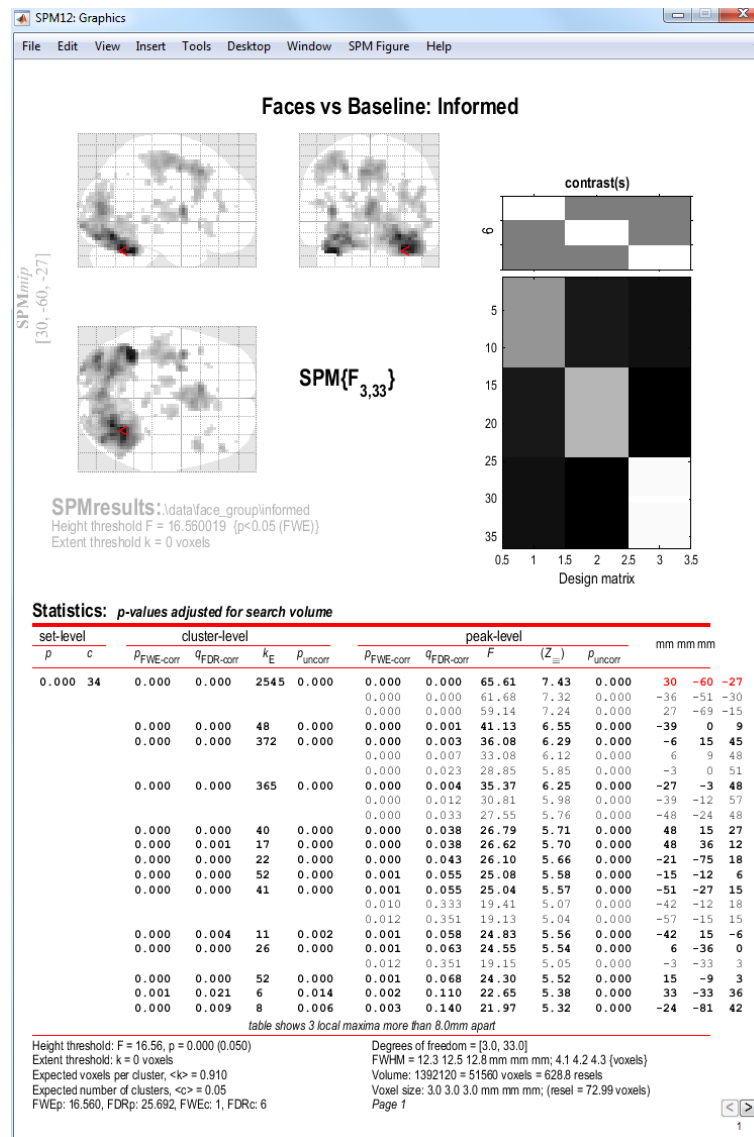 SPM12: Graphics
File Edit View Insert Tools Desktop Window SPM Figure Help
Faces vs Baseline: Informed
SPMmip
[30, -60, -27]
contrast(s)
6
5
10
15
20
25
30
35
0.5 1 1.5 2 2.5 3 3.5
Design matrix
SPM{F3,33}
SPMresults: .\data\face_group\informed
Height threshold F = 16.560019 {p<0.05 (FWE)}
Extent threshold k = 0 voxels
Statistics: p-values adjusted for search volume
set-level cluster-level peak-level mm mm mm
p c pFWE-corr qFDR-corr kE puncorr pFWE-corr qFDR-corr F (Z≡) puncorr
0.000 34 0.000 0.000 2545 0.000 0.000 0.000 65.61 7.43 0.000 30 -60 -27
0.000 0.000 61.68 7.32 0.000 -36 -51 -30
0.000 0.000 59.14 7.24 0.000 27 -69 -15
0.000 0.000 48 0.000 0.000 0.001 41.13 6.55 0.000 -39 0 9
0.000 0.000 372 0.000 0.000 0.003 36.08 6.29 0.000 -6 15 45
0.000 0.007 33.08 6.12 0.000 6 9 48
0.000 0.023 28.85 5.85 0.000 -3 0 51
0.000 0.000 365 0.000 0.000 0.004 35.37 6.25 0.000 -27 -3 48
0.000 0.012 30.81 5.98 0.000 -39 -12 57
0.000 0.033 27.55 5.76 0.000 -48 -24 48
0.000 0.000 40 0.000 0.000 0.038 26.79 5.71 0.000 48 15 27
0.000 0.001 17 0.000 0.000 0.038 26.62 5.70 0.000 48 36 12
0.000 0.000 22 0.000 0.000 0.043 26.10 5.66 0.000 -21 -75 18
0.000 0.000 52 0.000 0.001 0.055 25.08 5.58 0.000 -15 -12 6
0.000 0.000 41 0.000 0.001 0.055 25.04 5.57 0.000 -51 -27 15
0.010 0.333 19.41 5.07 0.000 -42 -12 18
0.012 0.351 19.13 5.04 0.000 -57 -15 15
0.000 0.004 11 0.002 0.001 0.058 24.83 5.56 0.000 -42 15 -6
0.000 0.000 26 0.000 0.001 0.063 24.55 5.54 0.000 6 -36 0
0.012 0.351 19.15 5.05 0.000 -3 -33 3
0.000 0.000 52 0.000 0.001 0.068 24.30 5.52 0.000 15 -9 3
0.001 0.021 6 0.014 0.002 0.110 22.65 5.38 0.000 33 -33 36
0.000 0.009 8 0.006 0.003 0.140 21.97 5.32 0.000 -24 -81 42
table shows 3 local maxima more than 8.0mm apart
Height threshold: F = 16.56, p = 0.000 (0.050)
Extent threshold: k = 0 voxels
Expected voxels per cluster, <k> = 0.910
Expected number of clusters, <c> = 0.05
FWEp: 16.560, FDRp: 25.692, FWEc: 1, FDRc: 6
Degrees of freedom = [3.0, 33.0]
FWHM = 12.3 12.5 12.8 mm mm mm; 4.1 4.2 4.3 {voxels}
Volume: 1392120 = 51560 voxels = 628.8 resels
Voxel size: 3.0 3.0 3.0 mm mm mm; (resel = 72.99 voxels)
Page 1
< >
1